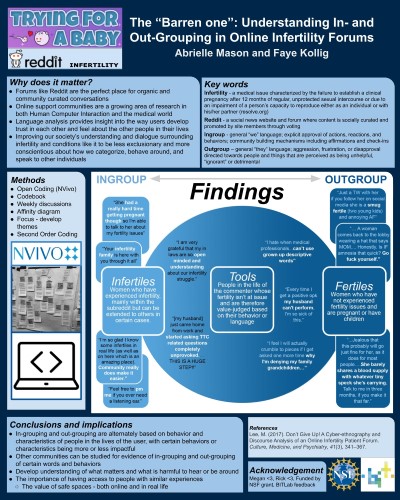 TRYING FOR
A BABY
reddit INFERTILITY
The “Barren one”: Understanding In- and
Out-Grouping in Online Infertility Forums
Abrielle Mason and Faye Kollig
Why does it matter?
● Forums like Reddit are the perfect place for organic and
community curated conversations
● Online support communities are a growing area of research in
both Human Computer Interaction and the medical world
● Language analysis provides insight into the way users develop
trust in each other and feel about the other people in their lives
● Improving our society's understanding and dialogue surrounding
infertility and conditions like it to be less exclusionary and more
conscientious about how we categorize, behave around, and
speak to other individuals
Key words
Infertility - a medical issue characterized by the failure to establish a clinical
pregnancy after 12 months of regular, unprotected sexual intercourse or due to
an impairment of a person's capacity to reproduce either as an individual or with
his/her partner (resolve.org)
Reddit - a social news website and forum where content is socially curated and
promoted by site members through voting
Ingroup - general “we” language; explicit approval of actions, reactions, and
behaviors; community building mechanisms including affirmations and check-ins
Outgroup – general “they” language; aggression, frustration, or disapproval
directed towards people and things that are perceived as being unhelpful,
“ignorant” or detrimental
Methods
● Open Coding (NVivo)
● Codebook
● Weekly discussions
● Affinity diagram
● Focus - develop
themes
● Second Order Coding
NVIVO
INGROUP
OUTGROUP
Findings
"She had a
really hard time
getting pregnant
though so I'm able
to talk to her about
my fertility issues"
"Your infertility
family is here with
you through it all"
Infertiles
Women who have
experienced infertility,
mainly within the
subreddit but can be
extended to others in
certain cases.
"I'm so glad I know
some infertiles in
real life (as well as
on here which is an
amazing place).
Community really
does make it
easier."
"Feel free to pm
me if you ever need
a listening ear."
"I am very
grateful that my in
laws are so open
minded and
understanding
about our infertility
struggle."
"[my husband]
just came home
from work and
started asking TTC
related questions
completely
unprovoked.
THIS IS A HUGE
STEP!!"
Tools
People in the life of
the commenter whose
fertility isn't at issue
and are therefore
value-judged based
on their behavior or
language
"I hate when medical
professionals...can't use
grown up descriptive
words"
"Every time I
get a positive opk
my husband
can't perform.
I'm so sick of
this."
"I feel I will actually
crumble to pieces if I get
asked one more time why
I'm denying my family
grandchildren..."
"Just a TW with her
if you follow her on social
media she is a smug
fertile (two young kids)
and annoying AF"
"... A woman
comes back to the lobby
wearing a hat that says
MOM.... Honestly, is IF
amnesia that quick? Go
fuck yourself."
Fertiles
Women who have
not experienced
fertility issues and
are pregnant or have
children
"...Jealous that
the probably will go
just fine for her, as it
does for most
people.... She barely
shares a blood supply
with whatever tiny
speck she's carrying.
Talk to me in three
months, if you make
it that far"
Conclusions and implications
● In-grouping and out-grouping are alternately based on behavior and
characteristics of people in the lives of the user, with certain behaviors or
characteristics being more or less impactful
● Other communities can be studied for evidence of in-grouping and out-grouping
of certain words and behaviors
● Develop understanding of what matters and what is harmful to hear or be around
● The importance of having access to people with similar experiences
○ The value of safe spaces - both online and in real life
References
Lee, M. (2017). Don't Give Up! A Cyber-ethnography and
Discourse Analysis of an Online Infertility Patient Forum.
Culture, Medicine, and Psychiatry, 41(3), 341–367.
Acknowledgement
Megan <3, Rick <3, Funded by
NSF grant, BITLab feedback
NSF